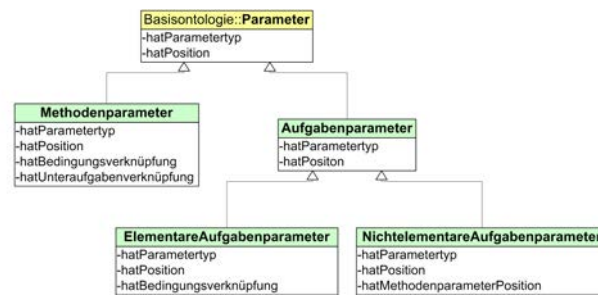 Basisontologie::Parameter
-hatParametertyp
-hatPosition
Methodenparameter
-hatParametertyp
-hatPosition
-hatBedingungsverknüpfung
-hatUnteraufgabenverknüpfung
Aufgabenparameter
-hatParametertyp
-hatPositon
ElementareAufgabenparameter
-hatParametertyp
-hatPosition
-hatBedingungsverknüpfung
NichtelementareAufgabenparameter
-hatParametertyp
-hatPosition
-hatMethodenparameterPosition